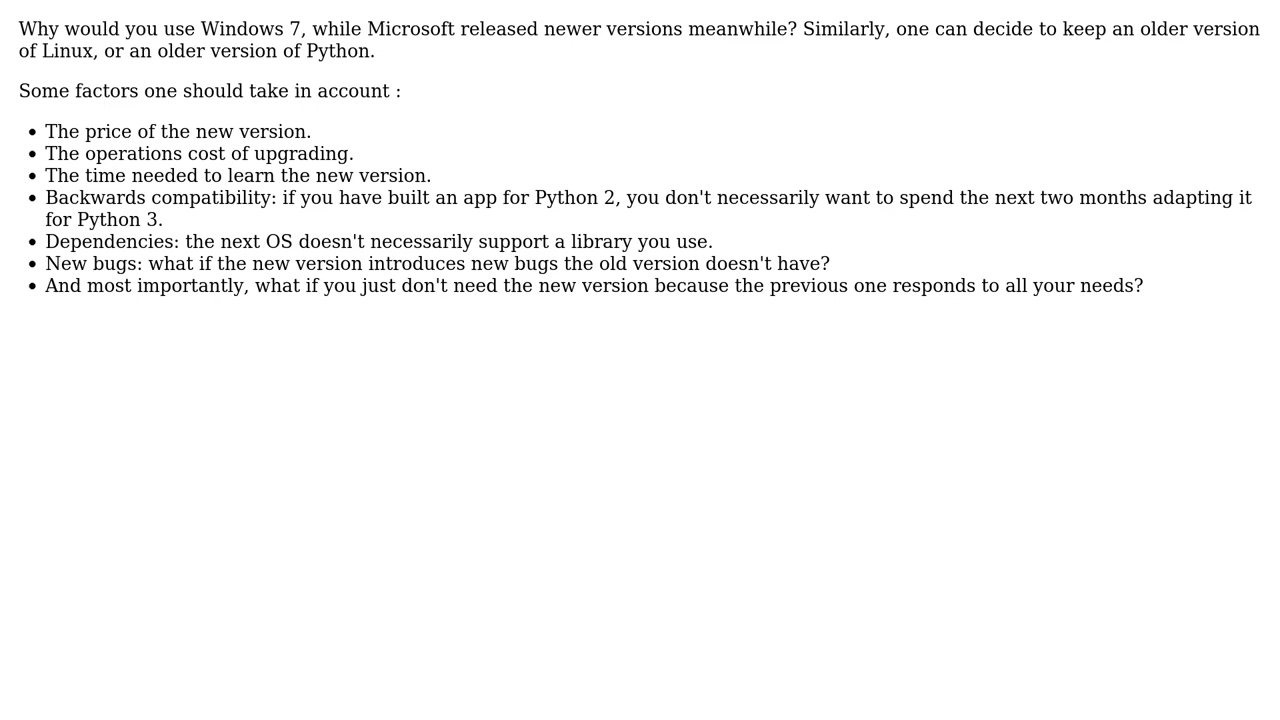 Why would you use Windows 7, while Microsoft released newer versions meanwhile? Similarly, one can decide to keep an older version
of Linux, or an older version of Python.
Some factors one should take in account :
• The price of the new version.
• The operations cost of upgrading.
• The time needed to learn the new version.
• Backwards compatibility: if you have built an app for Python 2, you don't necessarily want to spend the next two months adapting it
for Python 3.
• Dependencies: the next OS doesn't necessarily support a library you use.
• New bugs: what if the new version introduces new bugs the old version doesn't have?
• And most importantly, what if you just don't need the new version because the previous one responds to all your needs?